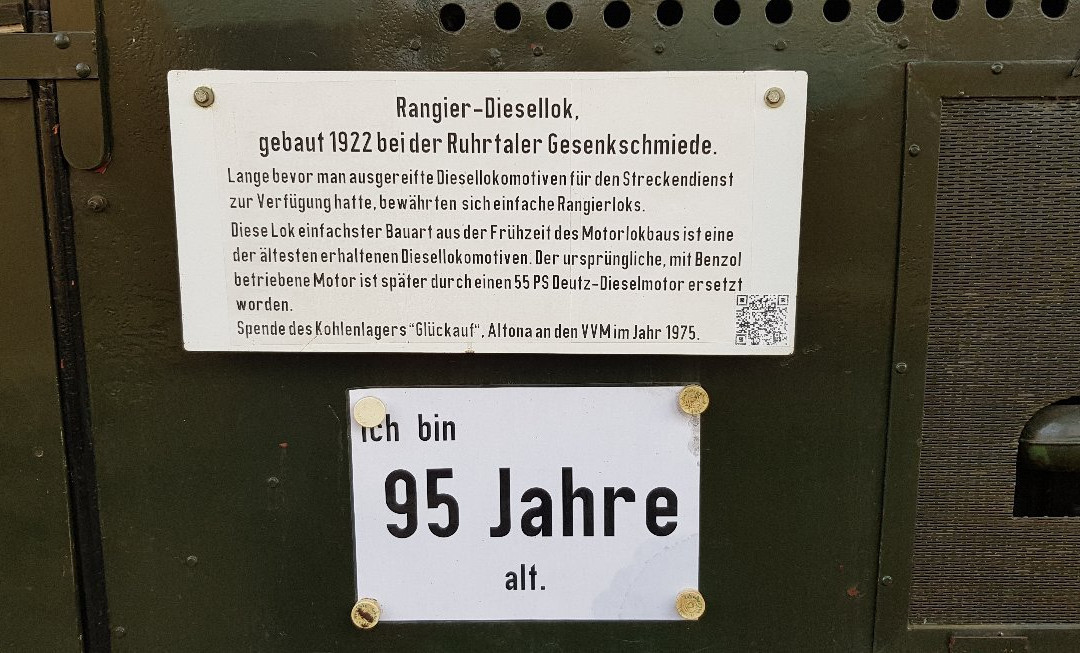 Rangier-Diesellok,
gebaut 1922 bei der Ruhrtaler Gesenkschmiede.
Lange bevor man ausgereifte Diesellokomotiven für den Streckendienst
zur Verfügung hatte, bewährten sich einfache Rangierloks.
Diese Lok einfachster Bauart aus der Frühzeit des Motorlokbaus ist eine
der ältesten erhaltenen Diesellokomotiven. Der ursprüngliche, mit Benzol
betriebene Motor ist später durch einen 55 PS Deutz-Dieselmotor ersetzt
worden.
Spende des Kohlenlagers "Glückauf", Altona an den VVM im Jahr 1975.
Ich bin
95 Jahre
alt.